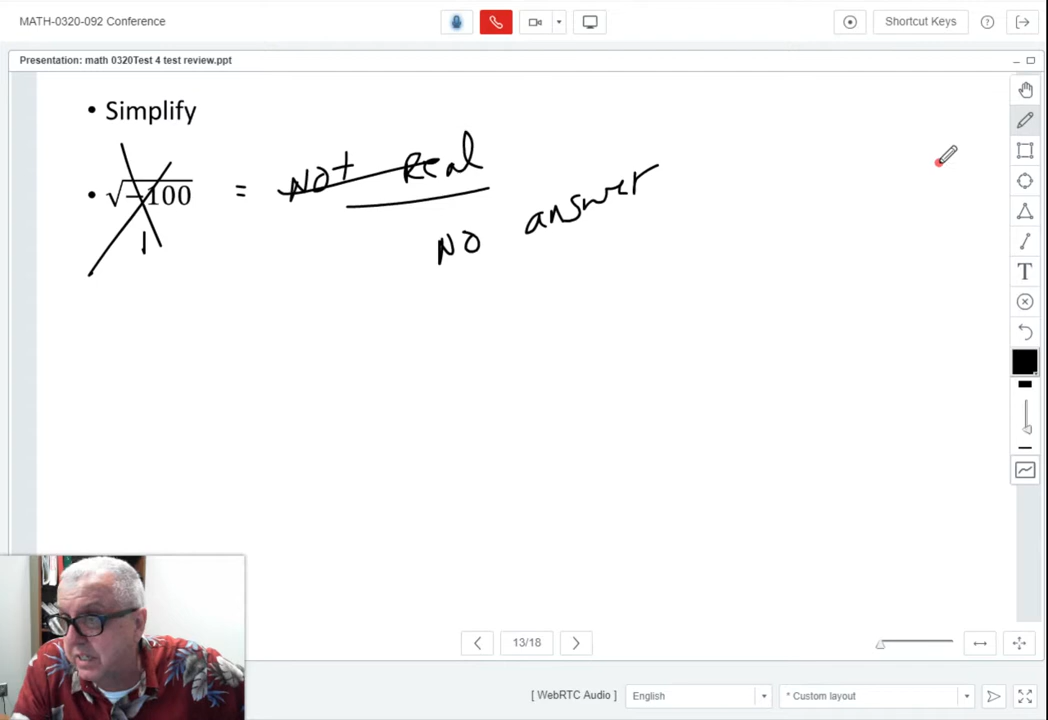 MATH-0320-092 Conference
Shortcut Keys
Presentation: math 0320Test 4 test review.ppt
• Simplify
• √-100 = Not Real
No answer
13/18
[ WebRTC Audio ] English * Custom layout